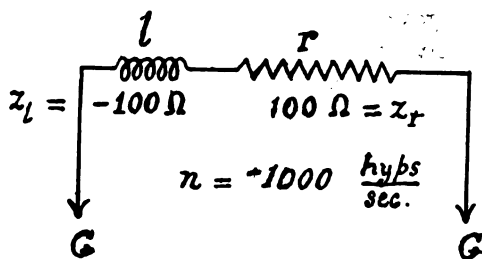 l r
z_l = -100 Ω 100 Ω = z_r
n = +1000 hyps/sec.
G G